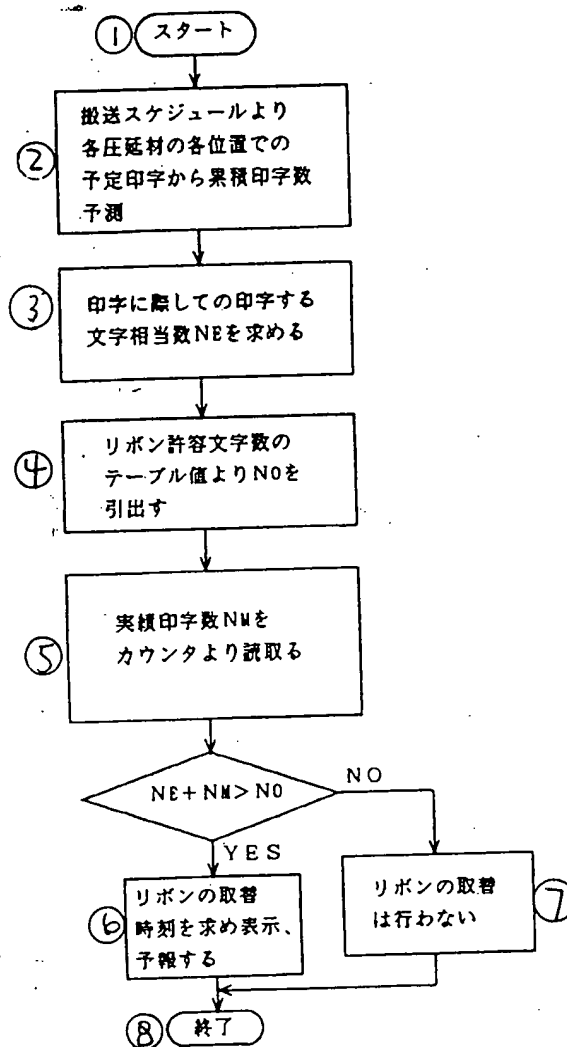 ① スタート
搬送スケジュールより
各圧延材の各位置での
② 予定印字から累積印字数
予測
③ 印字に際しての印字する
文字相当数NEを求める
リボン許容文字数の
④ テーブル値よりN0を
引出す
実績印字数NMを
⑤ カウンタより読取る
NE+NM>N0
NO
YES
リボンの取替
⑥ 時刻を求め表示、
予報する
リボンの取替
は行わない ⑦
⑧ 終了